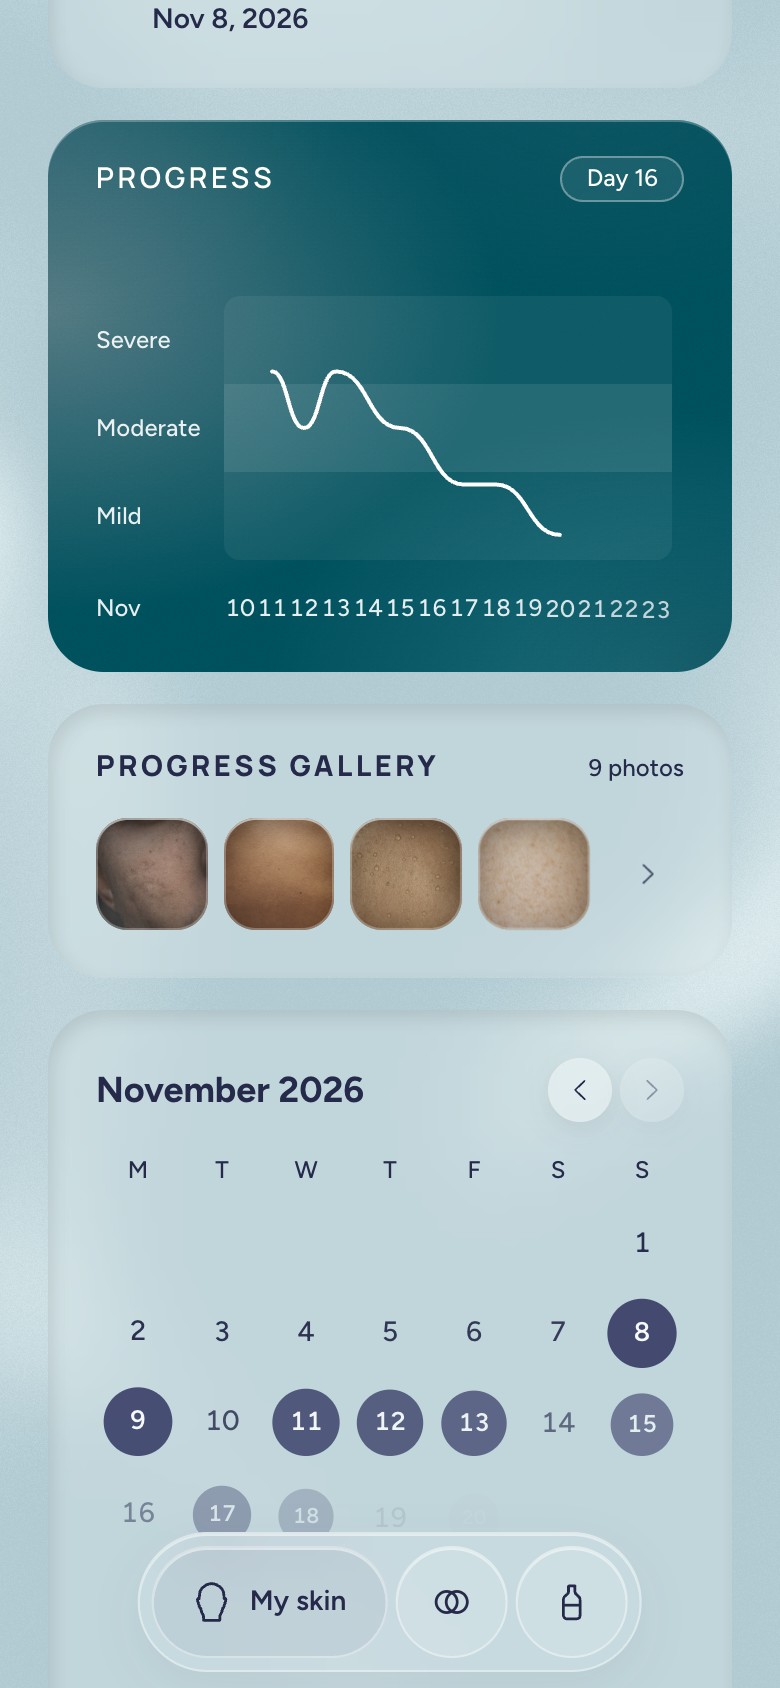 Nov 8, 2026
PROGRESS
Day 16
Severe
Moderate
Mild
Nov 10 11 12 13 14 15 16 17 18 19 20 21 22 23
PROGRESS GALLERY
9 photos
November 2026
M T W T F S S
1
2 3 4 5 6 7 8
9 10 11 12 13 14 15
16 17 18 19 20
My skin